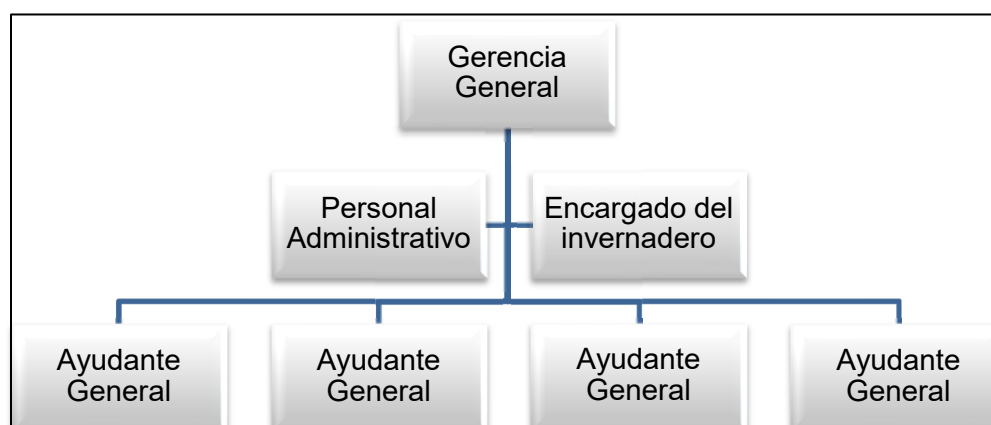 Gerencia
General
Personal
Administrativo
Encargado del
invernadero
Ayudante
General
Ayudante
General
Ayudante
General
Ayudante
General